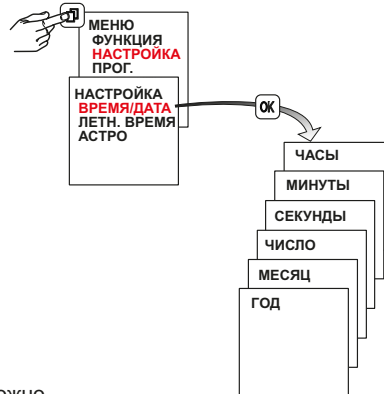 МЕНЮ
ФУНКЦИЯ
НАСТРОЙКА
ПРОГ.
НАСТРОЙКА
ВРЕМЯ/ДАТА
ЛЕТН. ВРЕМЯ
АСТРО
OK
ЧАСЫ
МИНУТЫ
СЕКУНДЫ
ЧИСЛО
МЕСЯЦ
ГОД